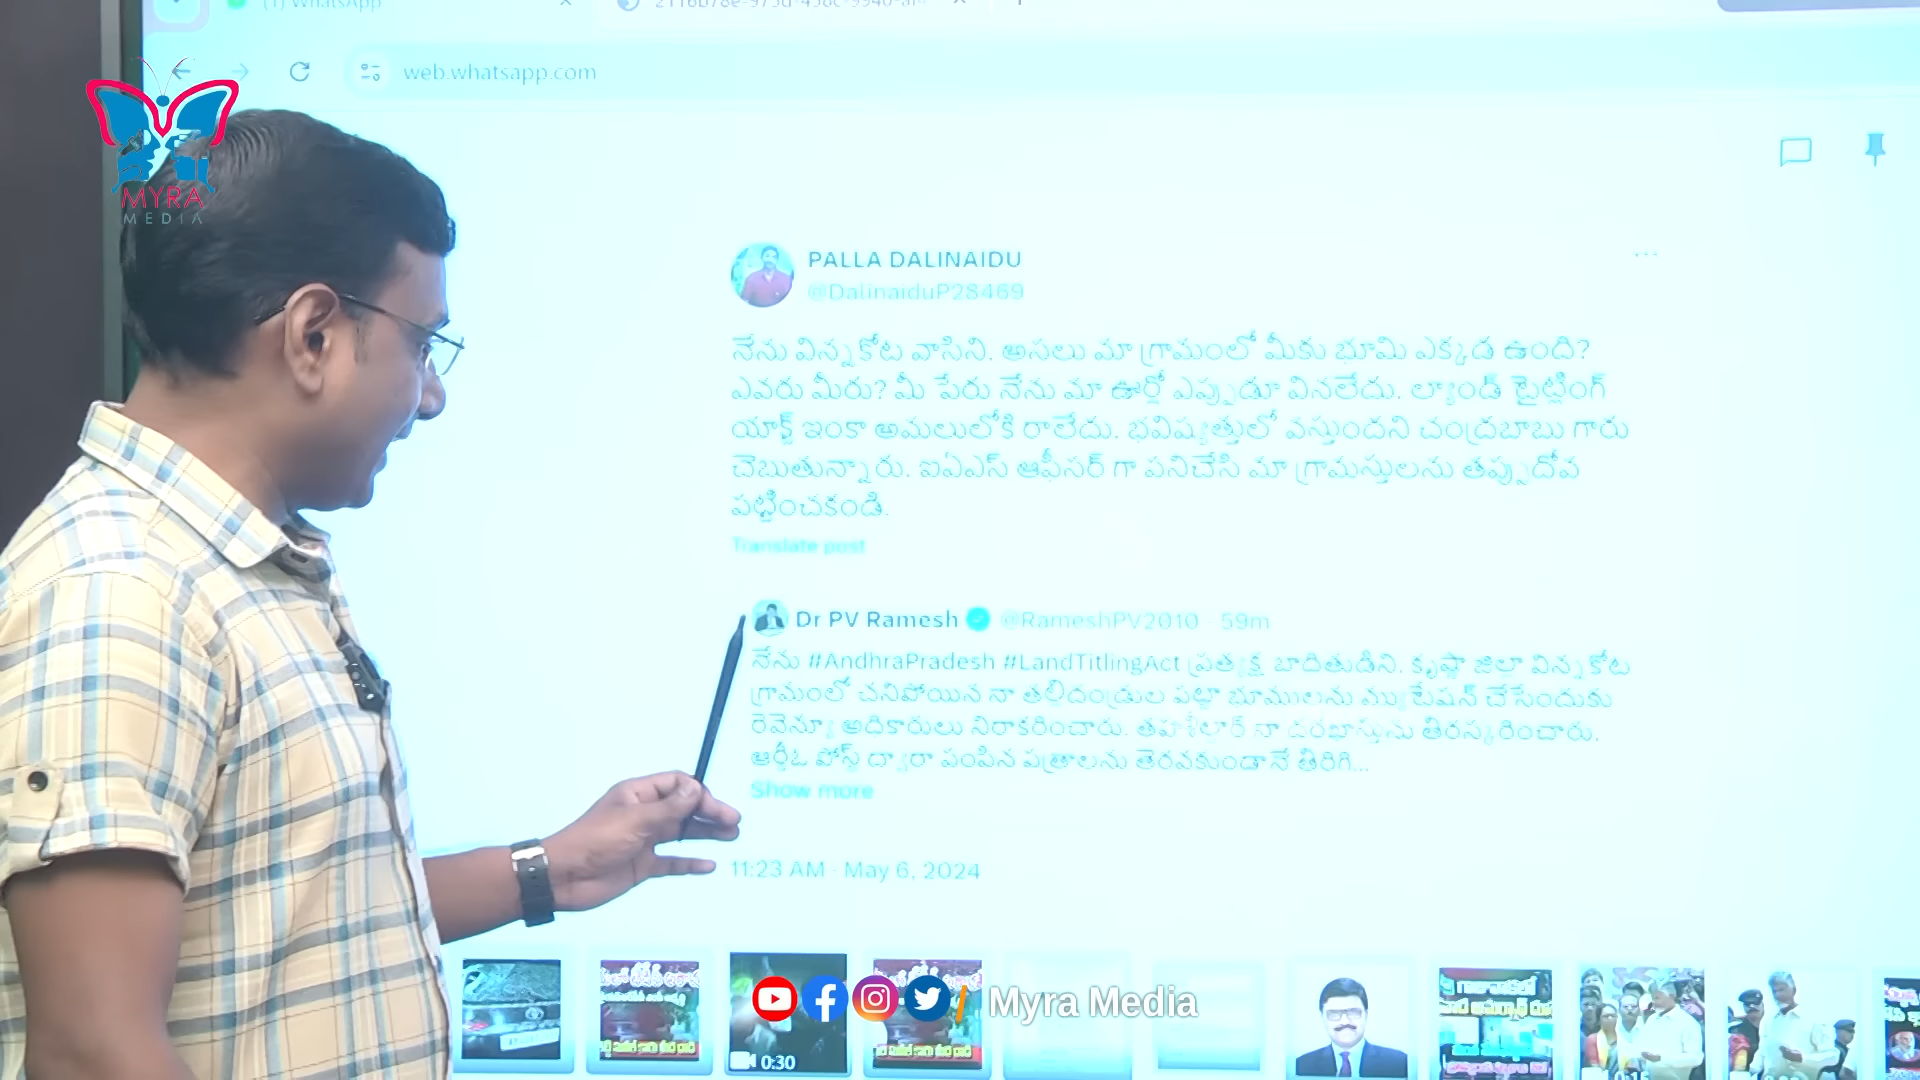 (1) WhatsApp
web.whatsapp.com
MYRA
MEDIA
PALLA DALINAIDU
@DalinaiduP28469
నేను విన్నకోట వాసిని. అసలు మా గ్రామంలో మీకు భూమి ఎక్కడ ఉంది?
ఎవరు మీరు? మీ పేరు నేను మా ఊర్లో ఎప్పుడూ వినలేదు. ల్యాండ్ టైట్లింగ్
యాక్ట్ ఇంకా అమలులోకి రాలేదు. భవిష్యత్తులో వస్తుందని చంద్రబాబు గారు
చెబుతున్నారు. ఐఏఎస్ ఆఫీసర్ గా పనిచేసి మా గ్రామస్తులను తప్పుదోవ
పట్టించకండి.
Translate post
Dr PV Ramesh @RameshPV2010 · 59m
నేను #AndhraPradesh #LandTitlingAct ప్రత్యక్ష బాదితుడిని. కృష్ణా జిల్లా విన్నకోట
గ్రామంలో చనిపోయిన నా తల్లిదండ్రుల పట్టా భూములను మ్యుటేషన్ చేసేందుకు
రెవెన్యూ అదికారులు నిరాకరించారు. తహశీల్దార్ నా దరఖాస్తును తిరస్కరించారు.
ఆర్డీఓ పోస్ట్ ద్వారా పంపిన పత్రాలను తెరవకుండానే తిరిగి...
Show more
11:23 AM · May 6, 2024
0:30
Myra Media